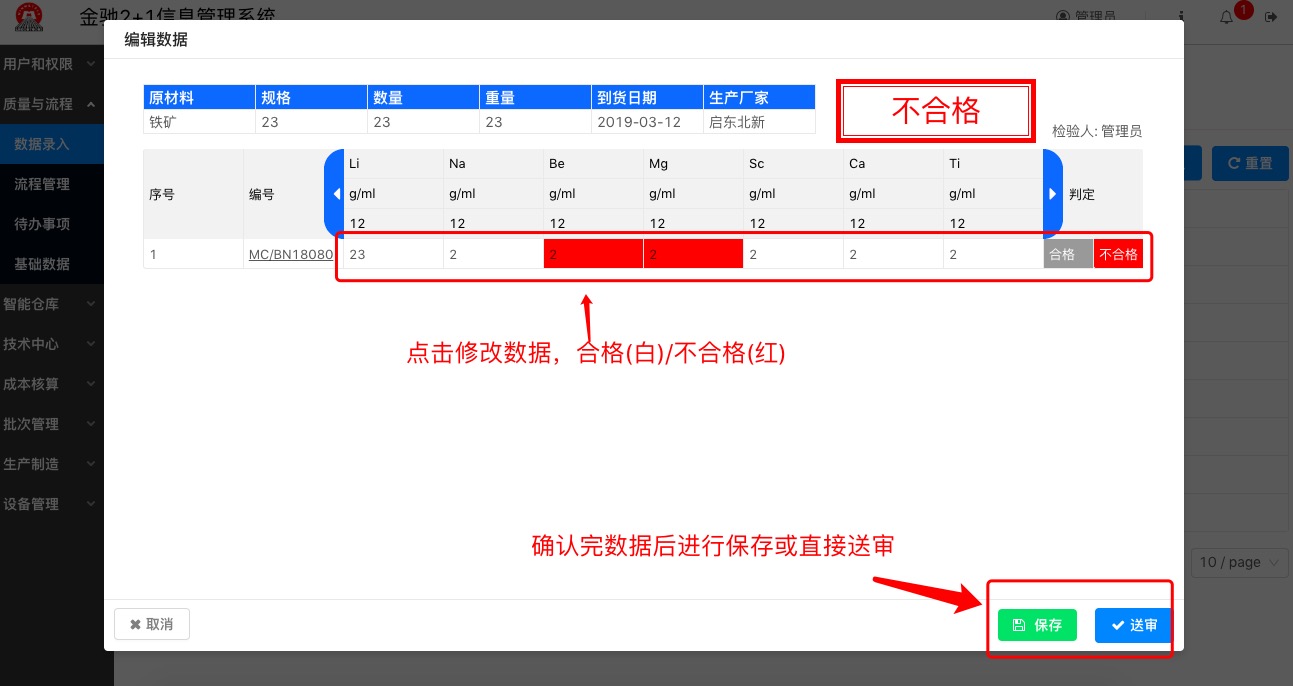 金驰2+1信息管理系统
管理员
1
用户和权限
质量与流程
数据录入
流程管理
待办事项
基础数据
智能仓库
技术中心
成本核算
批次管理
生产制造
设备管理
重置
10 / page
编辑数据
原材料 规格 数量 重量 到货日期 生产厂家
铁矿 23 23 23 2019-03-12 启东北新
不合格
检验人: 管理员
序号 编号 Li Na Be Mg Sc Ca Ti 判定
g/ml g/ml g/ml g/ml g/ml g/ml g/ml
12 12 12 12 12 12 12
1 MC/BN18080 23 2 2 2 2 2 2 合格 不合格
点击修改数据，合格(白)/不合格(红)
确认完数据后进行保存或直接送审
取消
保存
送审